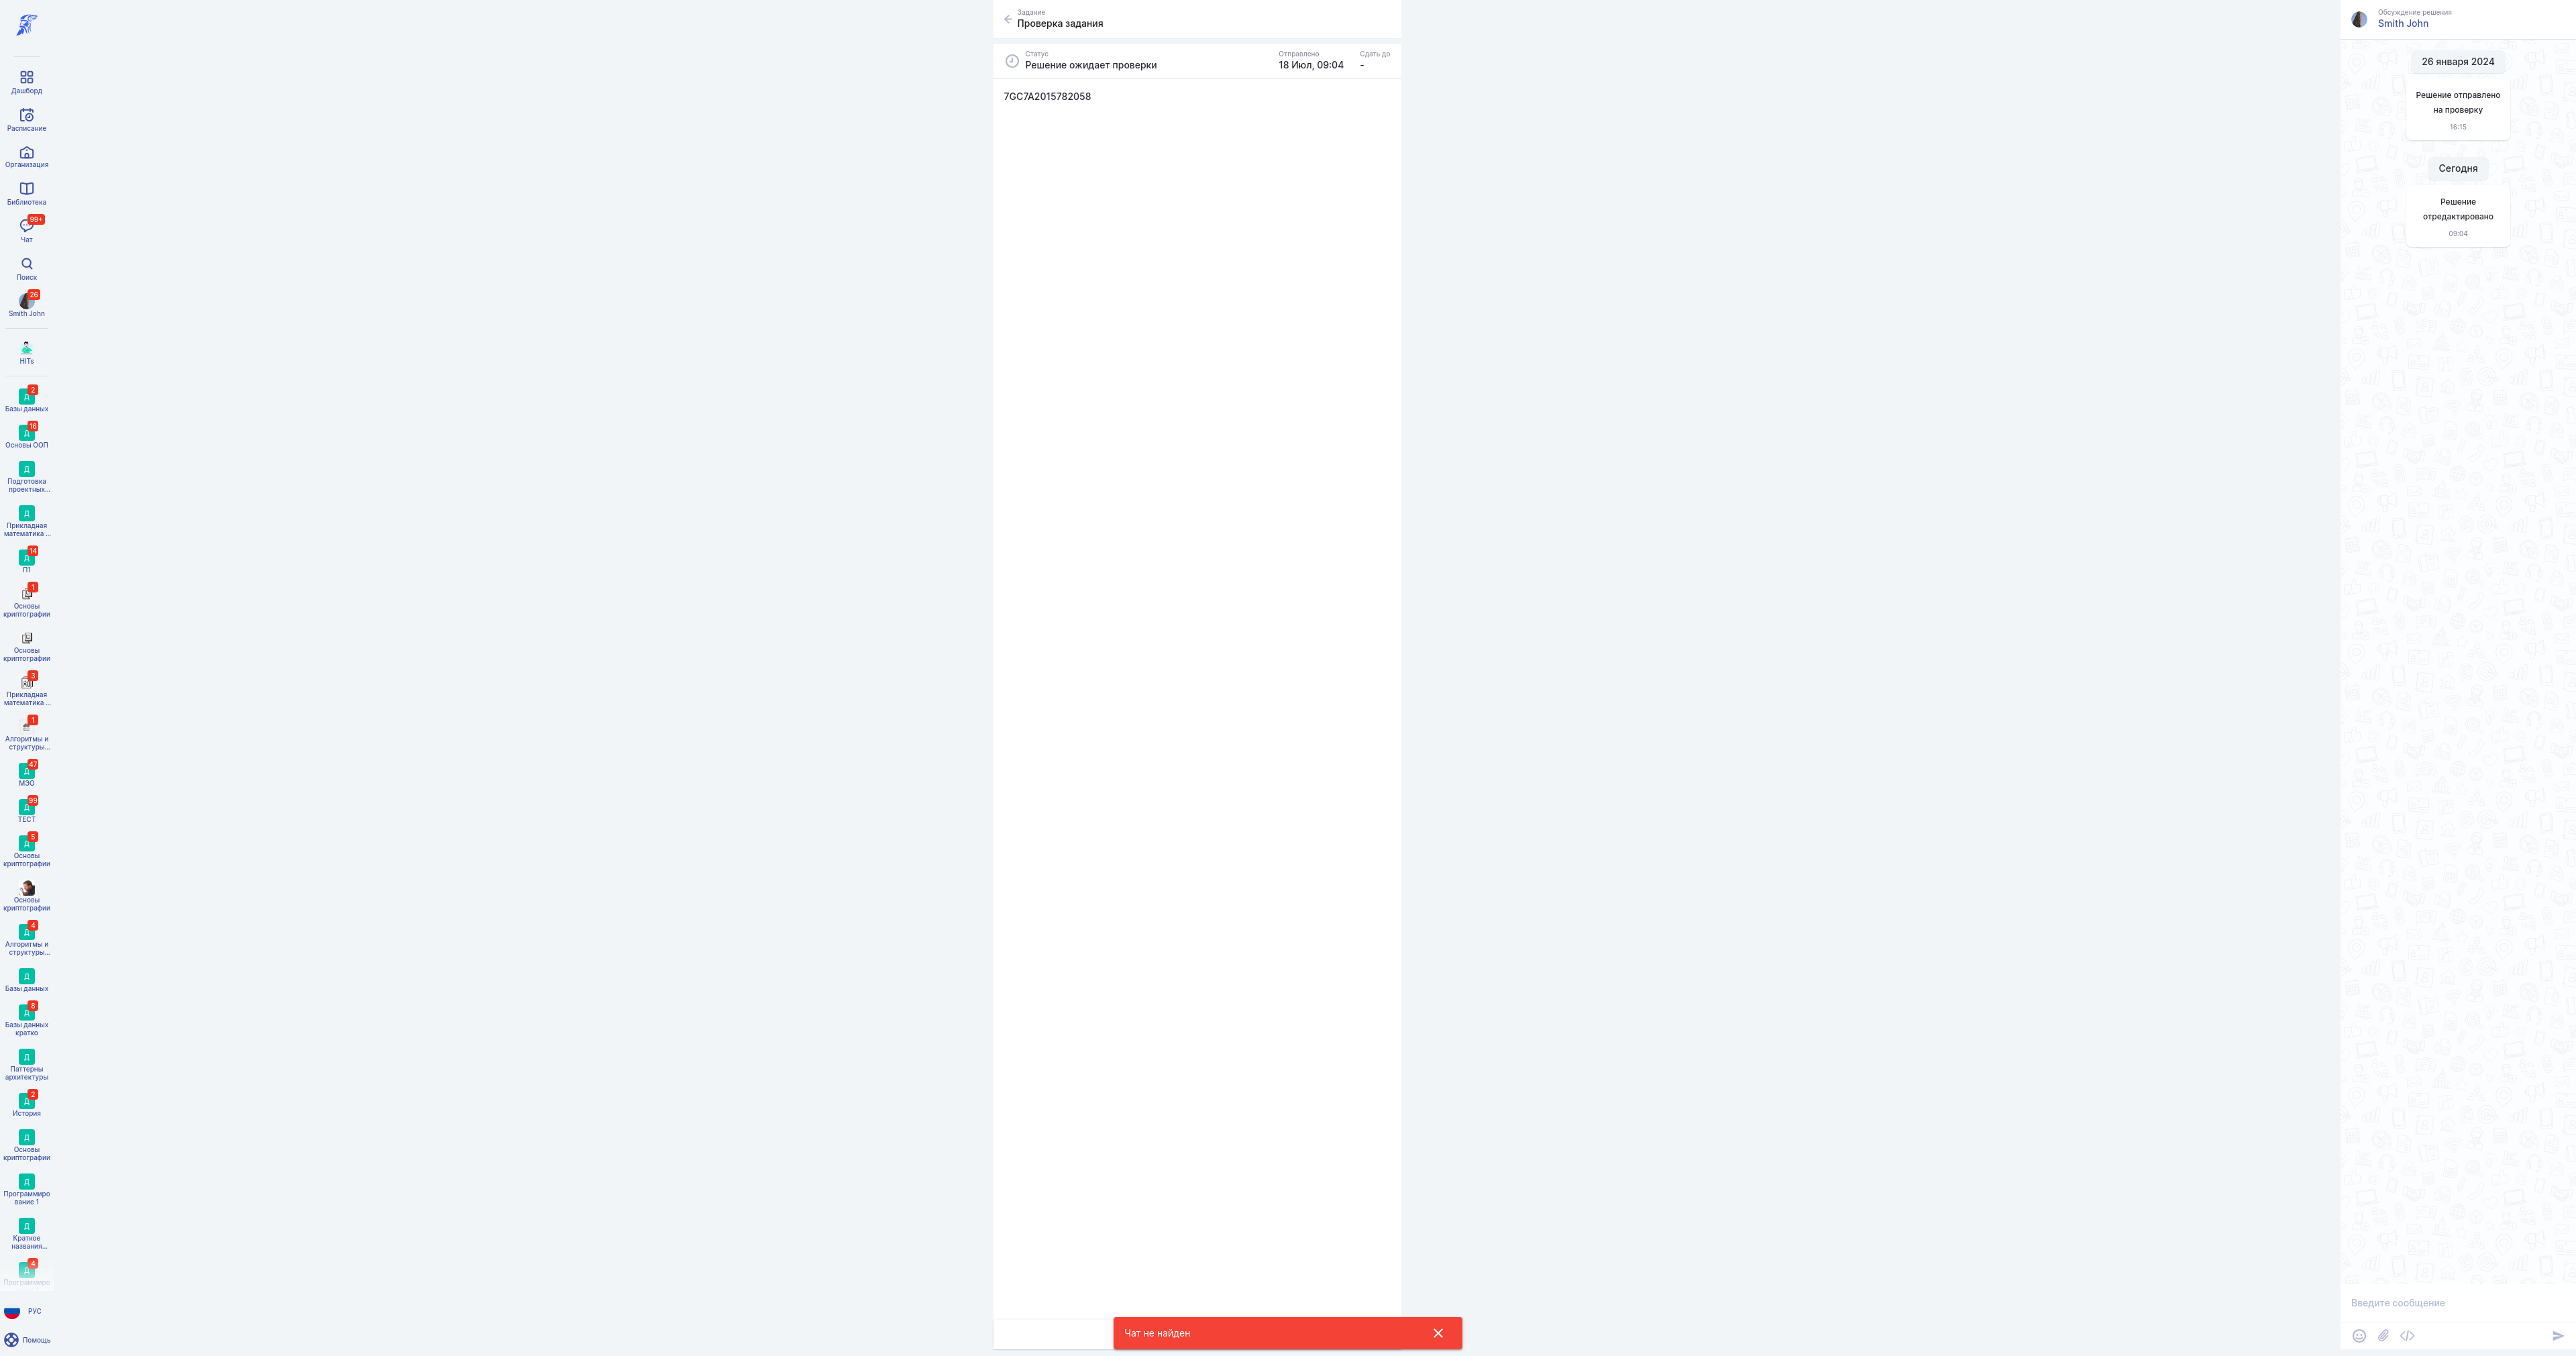 Дашборд
Расписание
Организация
Библиотека
99+
Чат
Поиск
26
Smith John
HITs
2
Д
Базы данных
16
Д
Основы ООП
Д
Подготовка
проектных...
Д
Прикладная
математика ...
14
Д
П1
1
Основы
криптографии
Основы
криптографии
3
Прикладная
математика ...
1
Алгоритмы и
структуры...
47
Д
МЭО
99
Д
ТЕСТ
5
Д
Основы
криптографии
Основы
криптографии
4
Д
Алгоритмы и
структуры...
Д
Базы данных
8
Д
Базы данных
кратко
Д
Паттерны
архитектуры
2
Д
История
Д
Основы
криптографии
Д
Программиро
вание 1
Д
Краткое
названия...
4
Д
Программиро
РУС
Помощь
Задание
Проверка задания
Статус
Решение ожидает проверки
Отправлено
18 Июл, 09:04
Сдать до
-
7GC7A2015782058
Чат не найден
Обсуждение решения
Smith John
26 января 2024
Решение отправлено
на проверку
16:15
Сегодня
Решение
отредактировано
09:04
Введите сообщение